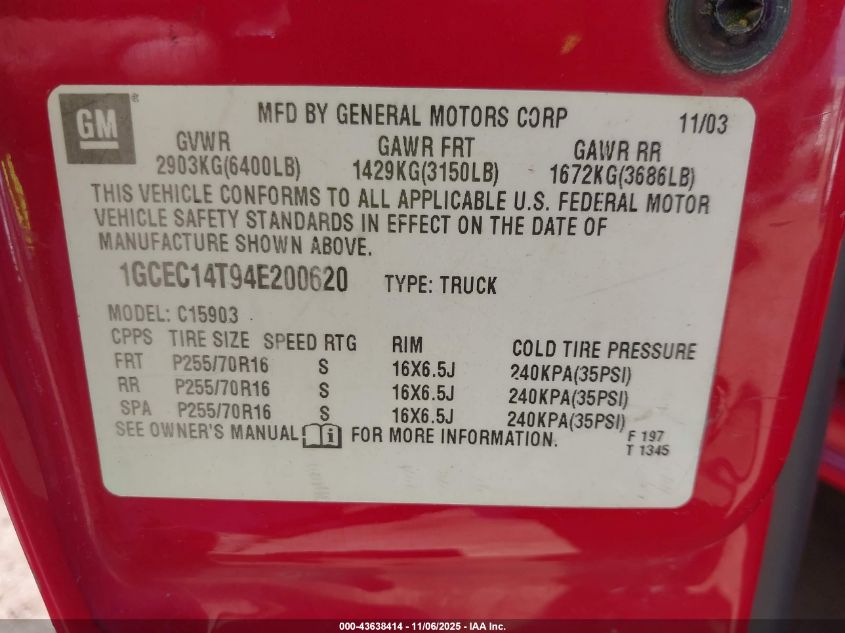 GM ®
MFD BY GENERAL MOTORS CORP 11/03
GVWR GAWR FRT GAWR RR
2903KG(6400LB) 1429KG(3150LB) 1672KG(3686LB)
THIS VEHICLE CONFORMS TO ALL APPLICABLE U.S. FEDERAL MOTOR
VEHICLE SAFETY STANDARDS IN EFFECT ON THE DATE OF
MANUFACTURE SHOWN ABOVE.
1GCEC14T94E200620 TYPE: TRUCK
MODEL: C15903
CPPS TIRE SIZE SPEED RTG RIM COLD TIRE PRESSURE
FRT P255/70R16 S 16X6.5J 240KPA(35PSI)
RR P255/70R16 S 16X6.5J 240KPA(35PSI)
SPA P255/70R16 S 16X6.5J 240KPA(35PSI)
SEE OWNER'S MANUAL i FOR MORE INFORMATION. F 197
T 1345
000-43638414 - 11/06/2025 - IAA Inc.